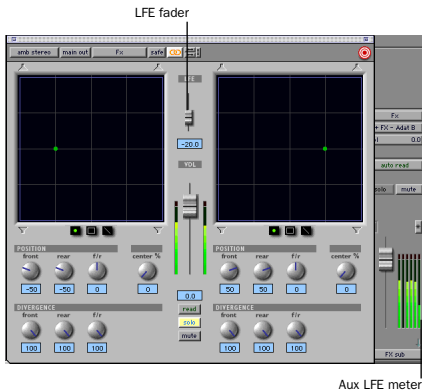 LFE fader
amb stereo main out Fx safe
LFE
-20.0
VOL
Fx
+ FX - Adat B
0.0
auto read
solo mute
POSITION
front rear f/r center %
-50 -50 0 0
POSITION
front rear f/r center %
50 50 0 0
0.0
read
solo
mute
DIVERGENCE
front rear f/r
100 100 100
DIVERGENCE
front rear f/r
100 100 100
FX sub
Aux LFE meter